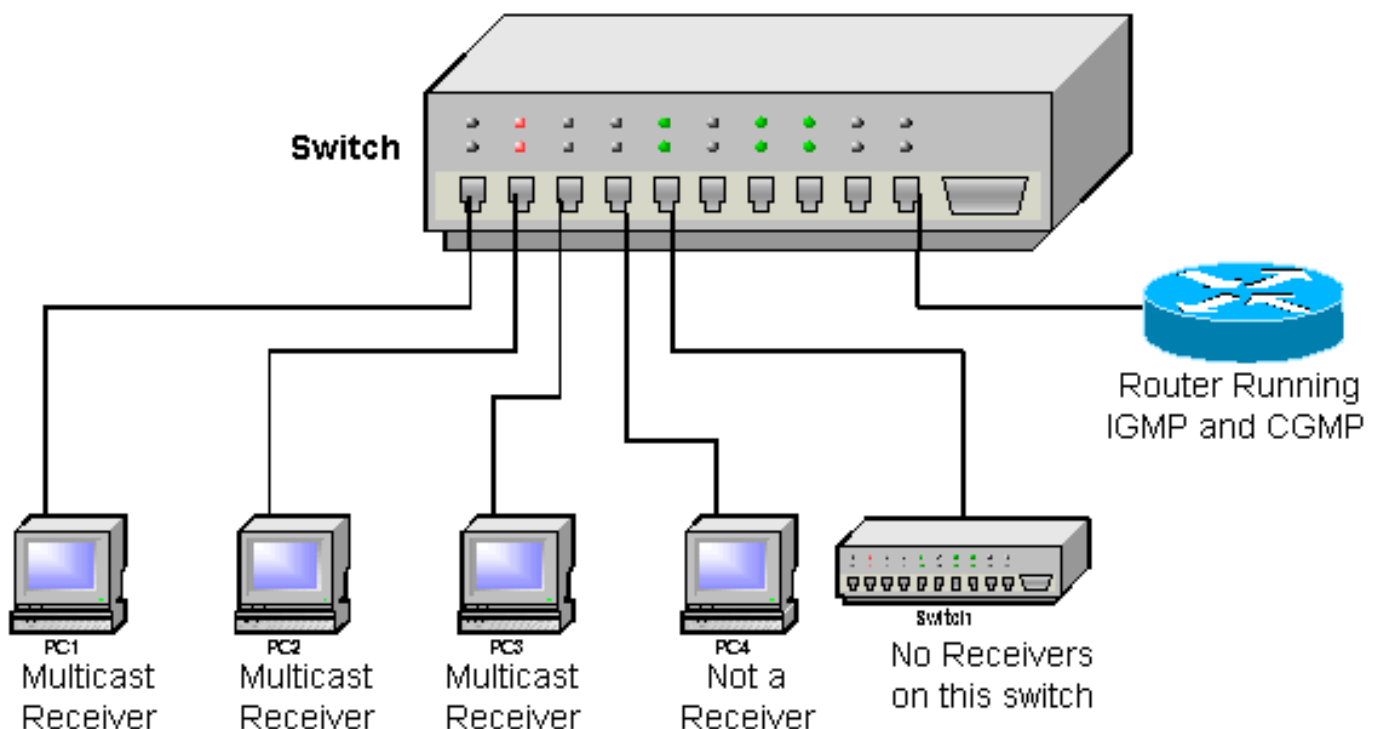 Switch
Router Running
IGMP and CGMP
PC1
Multicast
Receiver
PC2
Multicast
Receiver
PC3
Multicast
Receiver
PC4
Not a
Receiver
Switch
No Receivers
on this switch